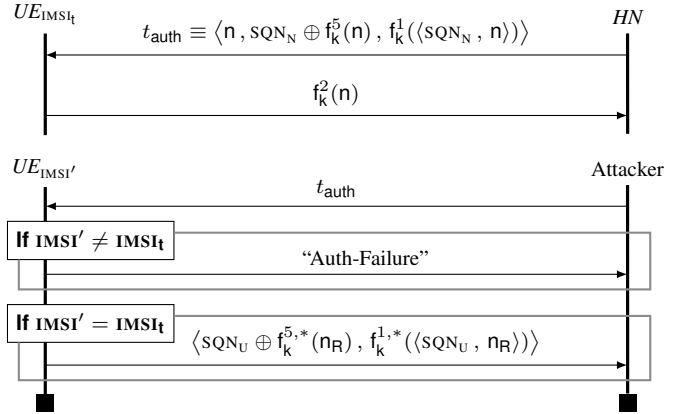 UE_IMSI_t HN
t_auth ≡ ⟨n , SQN_N ⊕ f_k^5(n) , f_k^1(⟨SQN_N , n⟩)⟩
f_k^2(n)
UE_IMSI′ Attacker
t_auth
If IMSI′ ≠ IMSI_t
“Auth-Failure”
If IMSI′ = IMSI_t
⟨SQN_U ⊕ f_k^{5,*}(n_R) , f_k^{1,*}(⟨SQN_U , n_R⟩)⟩